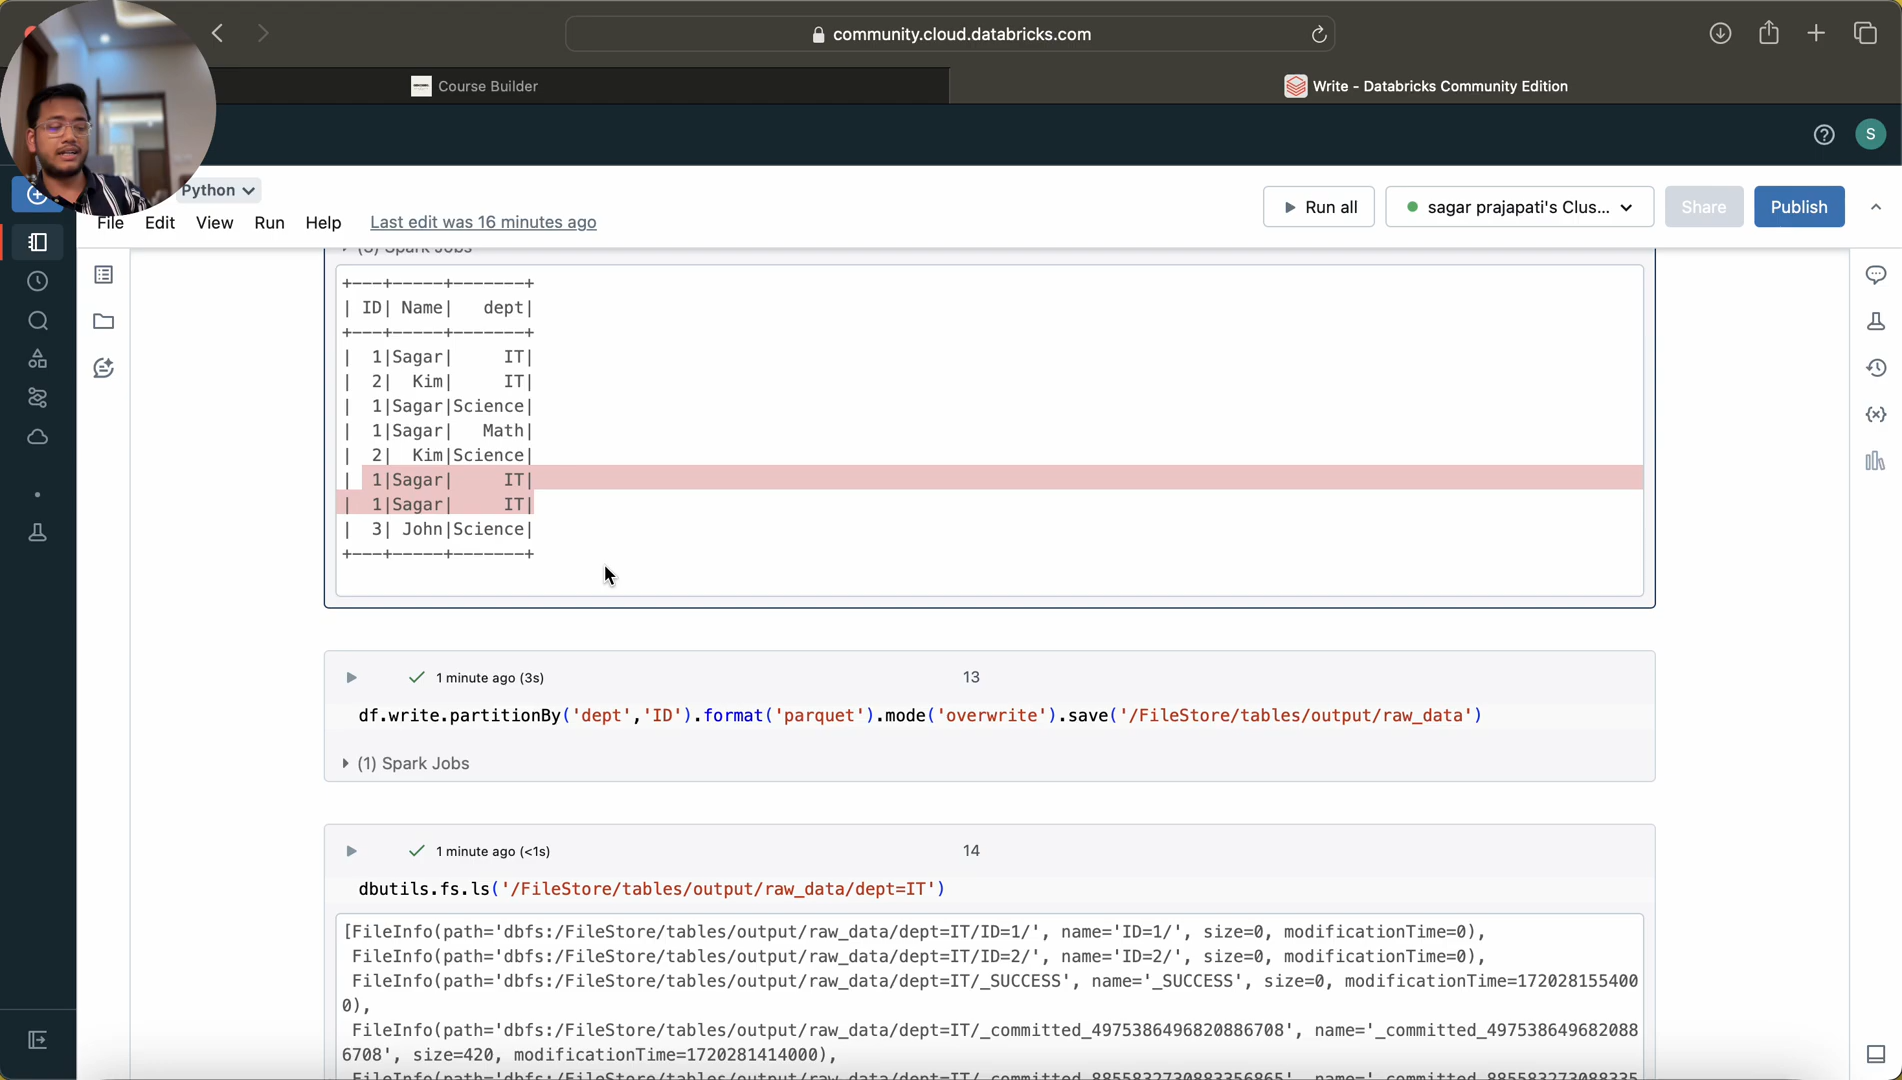 community.cloud.databricks.com
Course Builder
Write - Databricks Community Edition
S
Python
File Edit View Run Help Last edit was 16 minutes ago
Run all
sagar prajapati's Clus...
Share
Publish
(3) Spark Jobs
+---+-----+-------+
| ID| Name|   dept|
+---+-----+-------+
|  1|Sagar|     IT|
|  2|  Kim|     IT|
|  1|Sagar|Science|
|  1|Sagar|   Math|
|  2|  Kim|Science|
|  1|Sagar|     IT|
|  1|Sagar|     IT|
|  3| John|Science|
+---+-----+-------+
1 minute ago (3s)
13
df.write.partitionBy('dept','ID').format('parquet').mode('overwrite').save('/FileStore/tables/output/raw_data')
(1) Spark Jobs
1 minute ago (<1s)
14
dbutils.fs.ls('/FileStore/tables/output/raw_data/dept=IT')
[FileInfo(path='dbfs:/FileStore/tables/output/raw_data/dept=IT/ID=1/', name='ID=1/', size=0, modificationTime=0),
FileInfo(path='dbfs:/FileStore/tables/output/raw_data/dept=IT/ID=2/', name='ID=2/', size=0, modificationTime=0),
FileInfo(path='dbfs:/FileStore/tables/output/raw_data/dept=IT/_SUCCESS', name='_SUCCESS', size=0, modificationTime=172028155400
0),
FileInfo(path='dbfs:/FileStore/tables/output/raw_data/dept=IT/_committed_4975386496820886708', name='_committed_497538649682088
6708', size=420, modificationTime=1720281414000),